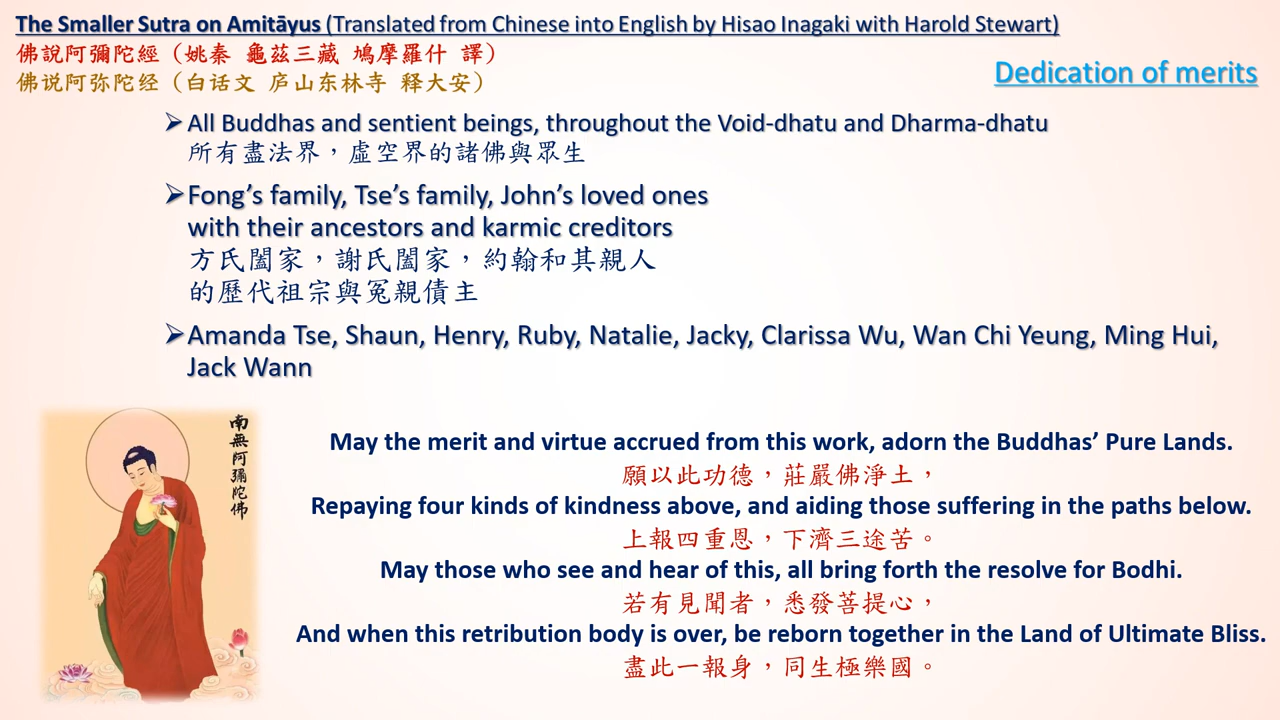 The Smaller Sutra on Amitāyus (Translated from Chinese into English by Hisao Inagaki with Harold Stewart)
佛說阿彌陀經（姚秦 龜茲三藏 鳩摩羅什 譯）
佛说阿弥陀经（白话文 庐山东林寺 释大安）
Dedication of merits
➢All Buddhas and sentient beings, throughout the Void-dhatu and Dharma-dhatu
所有盡法界，虛空界的諸佛與眾生
➢Fong’s family, Tse’s family, John’s loved ones
with their ancestors and karmic creditors
方氏闔家，謝氏闔家，約翰和其親人
的歷代祖宗與冤親債主
➢Amanda Tse, Shaun, Henry, Ruby, Natalie, Jacky, Clarissa Wu, Wan Chi Yeung, Ming Hui,
Jack Wann
南無阿彌陀佛
May the merit and virtue accrued from this work, adorn the Buddhas’ Pure Lands.
願以此功德，莊嚴佛淨土，
Repaying four kinds of kindness above, and aiding those suffering in the paths below.
上報四重恩，下濟三途苦。
May those who see and hear of this, all bring forth the resolve for Bodhi.
若有見聞者，悉發菩提心，
And when this retribution body is over, be reborn together in the Land of Ultimate Bliss.
盡此一報身，同生極樂國。